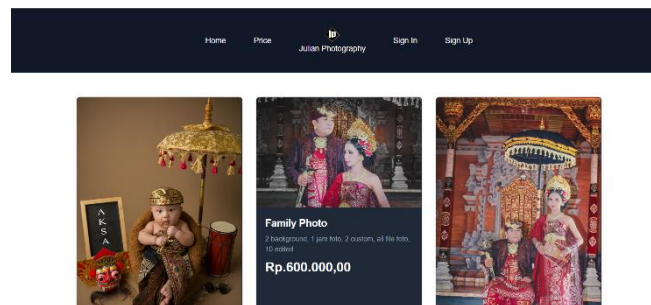 Home
Price
Jp
Julian Photography
Sign In
Sign Up
A
K
S
A
Family Photo
2 background, 1 jam foto, 2 custom, all file foto,
10 edited
Rp.600.000,00